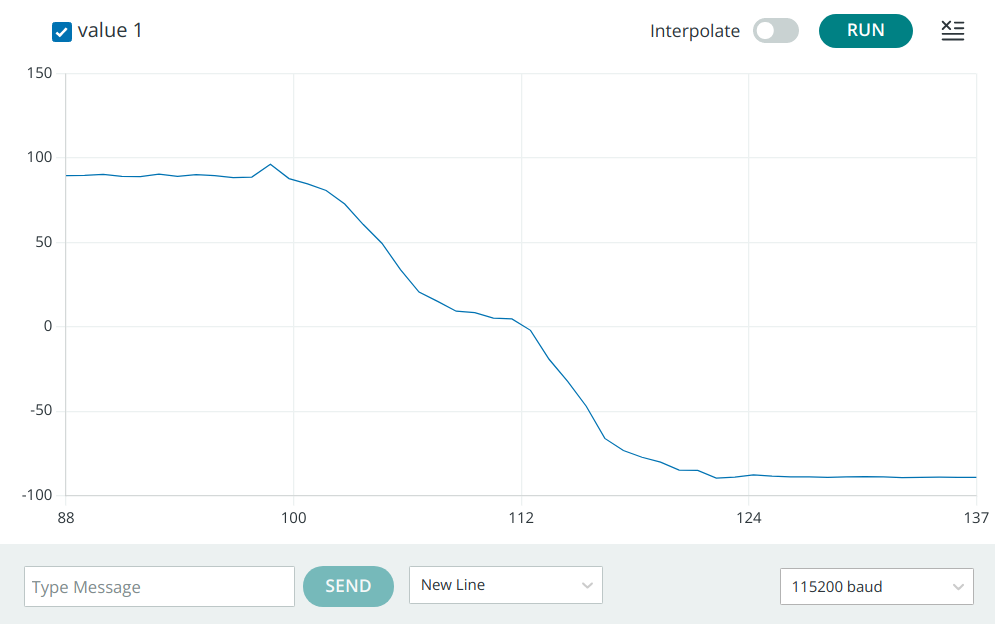 value 1
Interpolate
RUN
150
100
50
0
-50
-100
88
100
112
124
137
Type Message
SEND
New Line
115200 baud